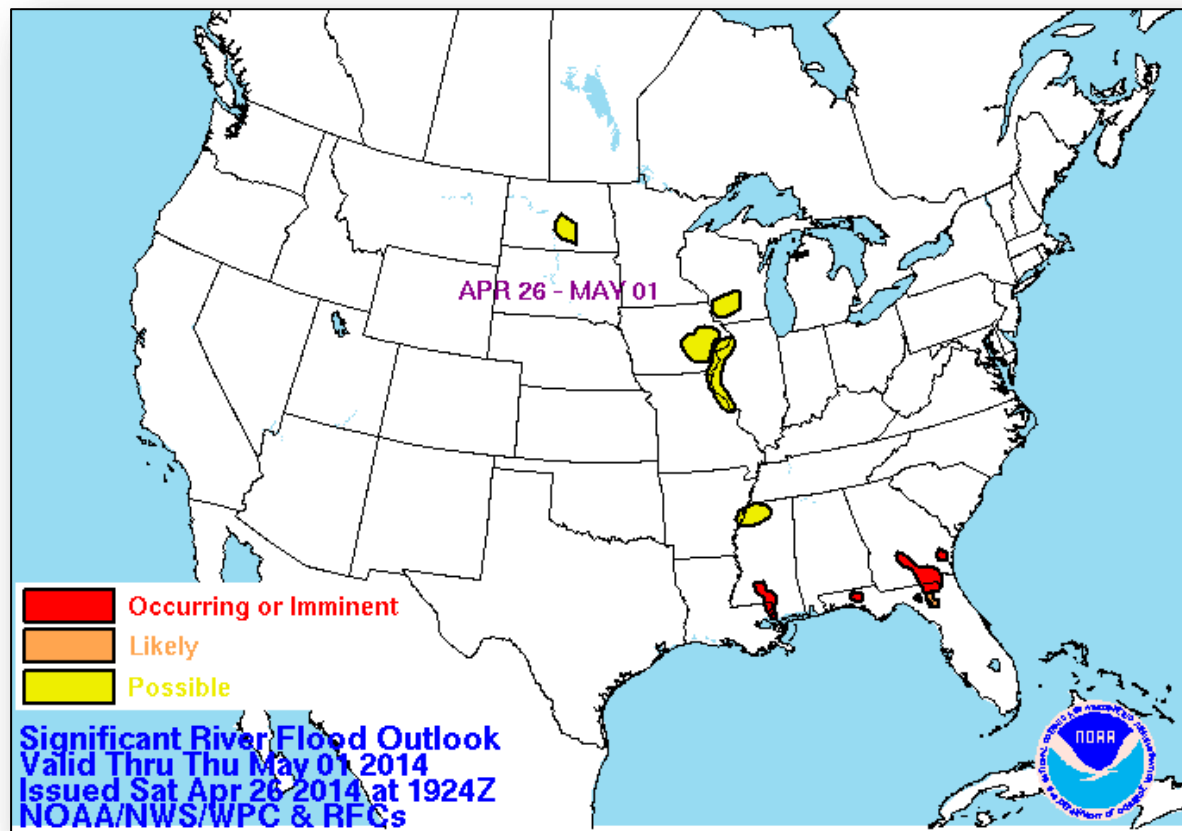 APR 26 - MAY 01
Occurring or Imminent
Likely
Possible
Significant River Flood Outlook
Valid Thru Thu May 01 2014
Issued Sat Apr 26 2014 at 1924Z
NOAA/NWS/WPC & RFCs
NOAA